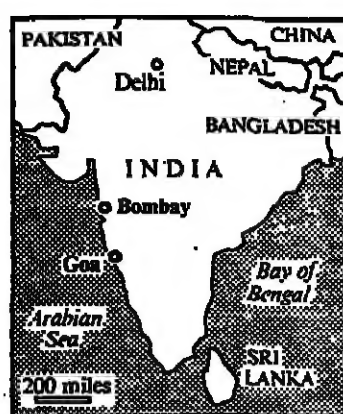 PAKISTAN
CHINA
Delhi
NEPAL
BANGLADESH
INDIA
Bombay
Goa
Bay of
Bengal
Arabian
Sea
SRI
LANKA
200 miles